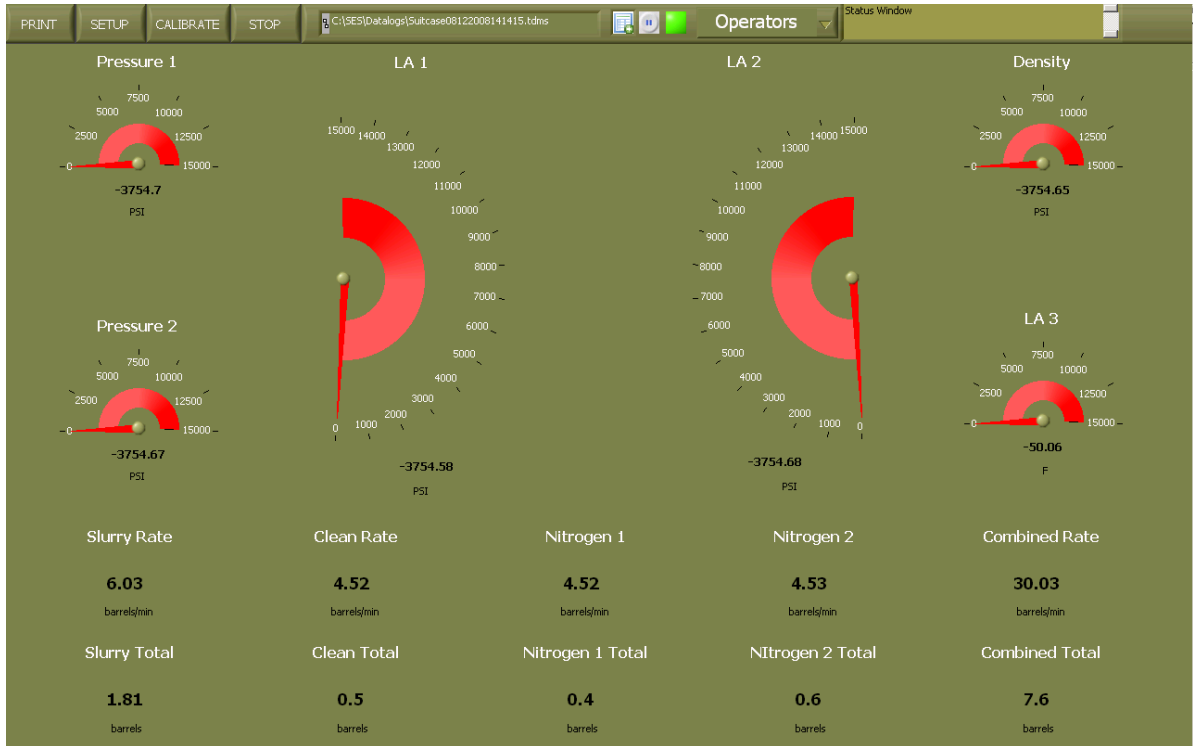 PRINT SETUP CALIBRATE STOP C:\SES\Datalogs\Suitcase08122008141415.tdms Operators Status Window
Pressure 1 LA 1 LA 2 Density
0 2500 5000 7500 10000 12500 15000
-3754.7
PSI
15000 14000 13000 12000 11000 10000 9000 8000 7000 6000 5000 4000 3000 2000 1000 0
-3754.58
PSI
15000 14000 13000 12000 11000 10000 9000 8000 7000 6000 5000 4000 3000 2000 1000 0
-3754.68
PSI
0 2500 5000 7500 10000 12500 15000
-3754.65
PSI
Pressure 2 LA 3
0 2500 5000 7500 10000 12500 15000
-3754.67
PSI
0 2500 5000 7500 10000 12500 15000
-50.06
F
Slurry Rate Clean Rate Nitrogen 1 Nitrogen 2 Combined Rate
6.03 4.52 4.52 4.53 30.03
barrels/min barrels/min barrels/min barrels/min barrels/min
Slurry Total Clean Total Nitrogen 1 Total NItrogen 2 Total Combined Total
1.81 0.5 0.4 0.6 7.6
barrels barrels barrels barrels barrels